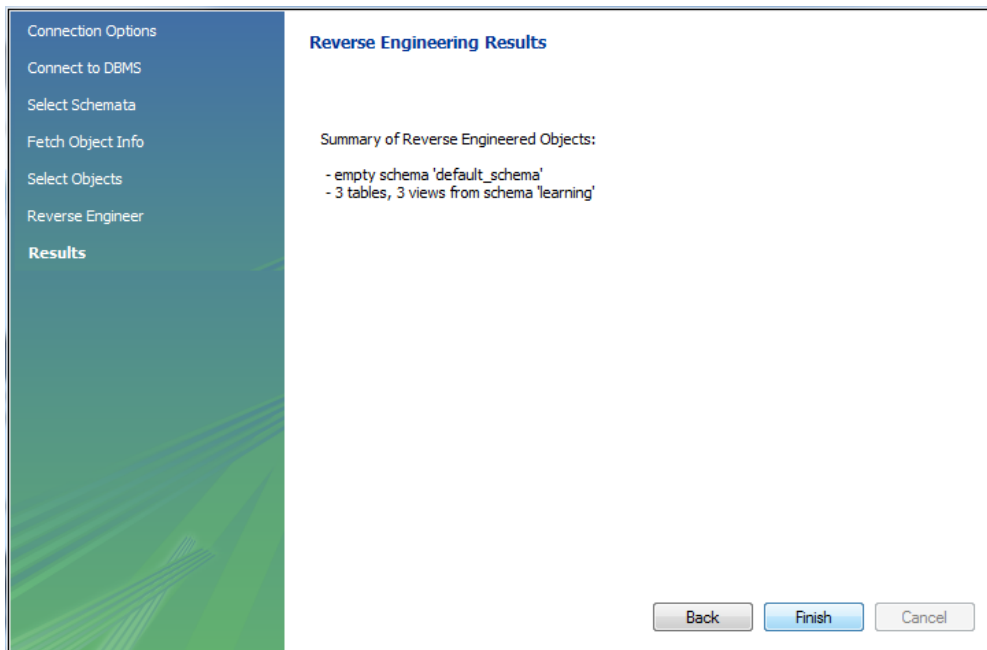 Connection Options
Connect to DBMS
Select Schemata
Fetch Object Info
Select Objects
Reverse Engineer
Results
Reverse Engineering Results
Summary of Reverse Engineered Objects:
- empty schema 'default_schema'
- 3 tables, 3 views from schema 'learning'
Back Finish Cancel